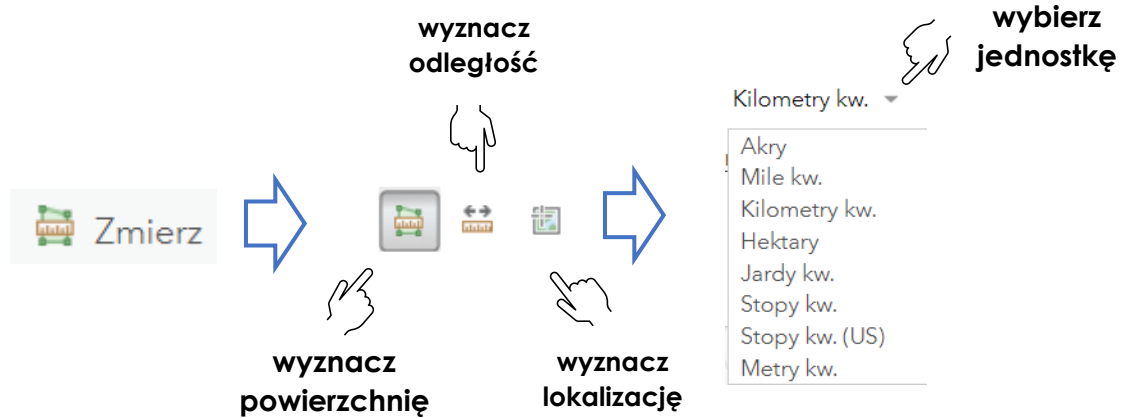 wyznacz
odległość
wybierz
jednostkę
Zmierz
wyznacz
powierzchnię
wyznacz
lokalizację
Kilometry kw.
Akry
Mile kw.
Kilometry kw.
Hektary
Jardy kw.
Stopy kw.
Stopy kw. (US)
Metry kw.